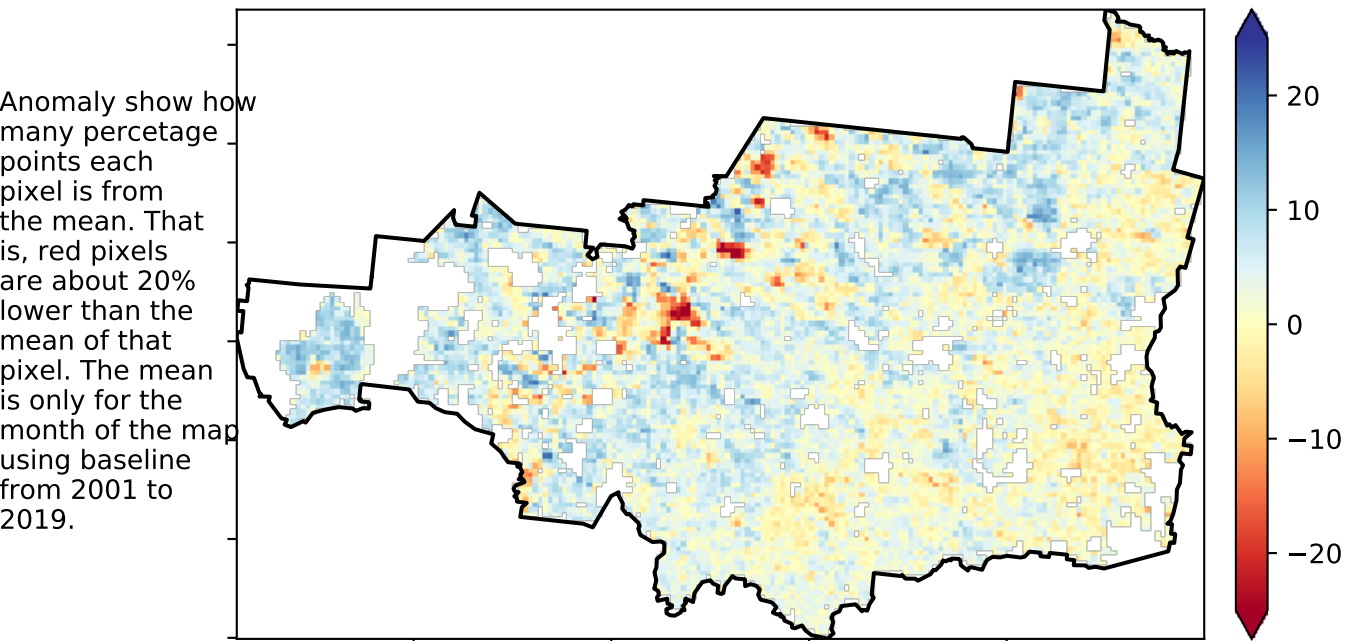 Anomaly show how
many percetage
points each
pixel is from
the mean. That
is, red pixels
are about 20%
lower than the
mean of that
pixel. The mean
is only for the
month of the map
using baseline
from 2001 to
2019.
20
10
0
−10
−20